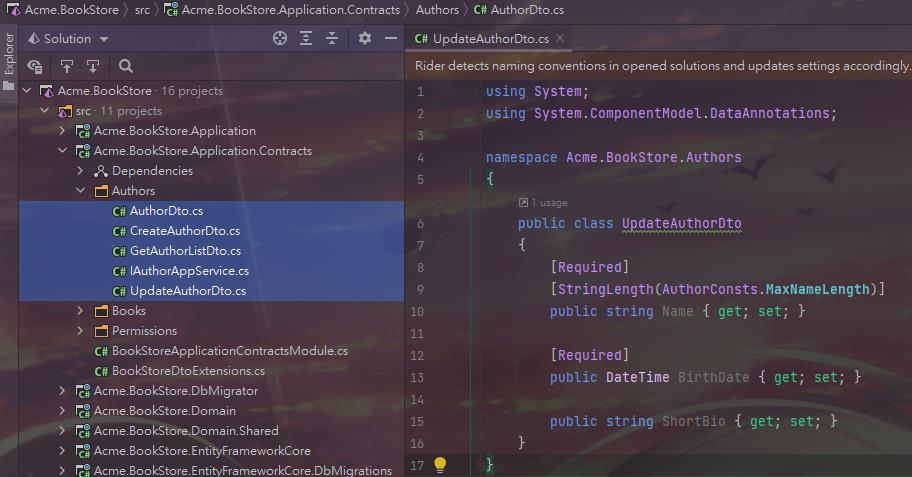 Acme.BookStore › src › Acme.BookStore.Application.Contracts › Authors › AuthorDto.cs
Explorer
Solution
UpdateAuthorDto.cs
Rider detects naming conventions in opened solutions and updates settings accordingly.
Acme.BookStore · 16 projects
src · 11 projects
Acme.BookStore.Application
Acme.BookStore.Application.Contracts
Dependencies
Authors
C# AuthorDto.cs
C# CreateAuthorDto.cs
C# GetAuthorListDto.cs
C# IAuthorAppService.cs
C# UpdateAuthorDto.cs
Books
Permissions
C# BookStoreApplicationContractsModule.cs
C# BookStoreDtoExtensions.cs
Acme.BookStore.DbMigrator
Acme.BookStore.Domain
Acme.BookStore.Domain.Shared
Acme.BookStore.EntityFrameworkCore
Acme.BookStore.EntityFrameworkCore.DbMigrations
1 using System;
2 using System.ComponentModel.DataAnnotations;
3
4 namespace Acme.BookStore.Authors
5 {
1 usage
6 public class UpdateAuthorDto
7 {
8 [Required]
9 [StringLength(AuthorConsts.MaxNameLength)]
10 public string Name { get; set; }
11
12 [Required]
13 public DateTime BirthDate { get; set; }
14
15 public string ShortBio { get; set; }
16 }
17 }